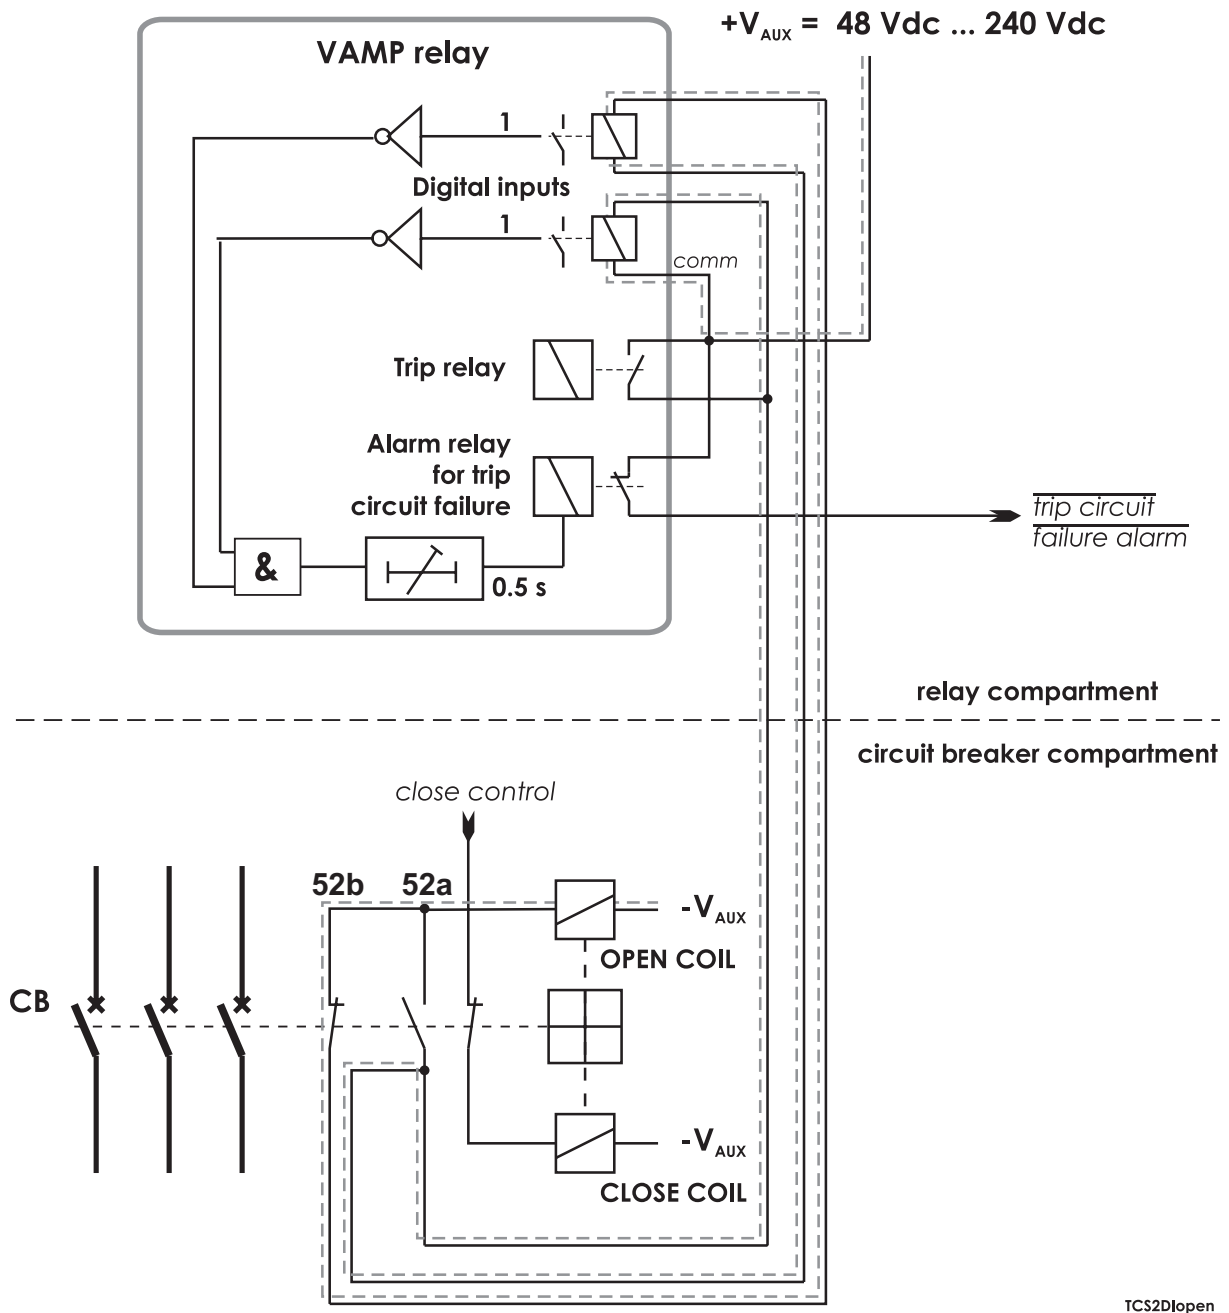 +VAUX = 48 Vdc ... 240 Vdc
VAMP relay
1
Digital inputs
1
comm
Trip relay
Alarm relay
for trip
circuit failure
trip circuit
failure alarm
&
0.5 s
relay compartment
circuit breaker compartment
close control
52b
52a
-VAUX
OPEN COIL
CB
-VAUX
CLOSE COIL
TCS2DIopen